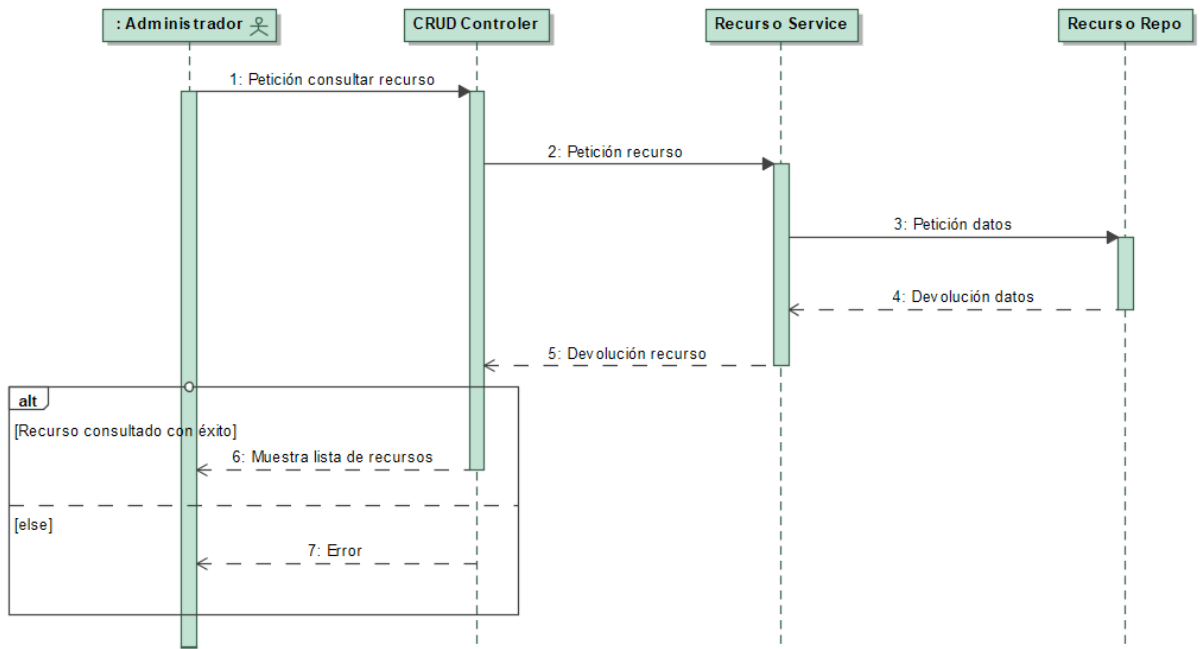 : Administrador
CRUD Controler
Recurso Service
Recurso Repo
1: Petición consultar recurso
2: Petición recurso
3: Petición datos
4: Devolución datos
5: Devolución recurso
alt
[Recurso consultado con éxito]
6: Muestra lista de recursos
[else]
7: Error